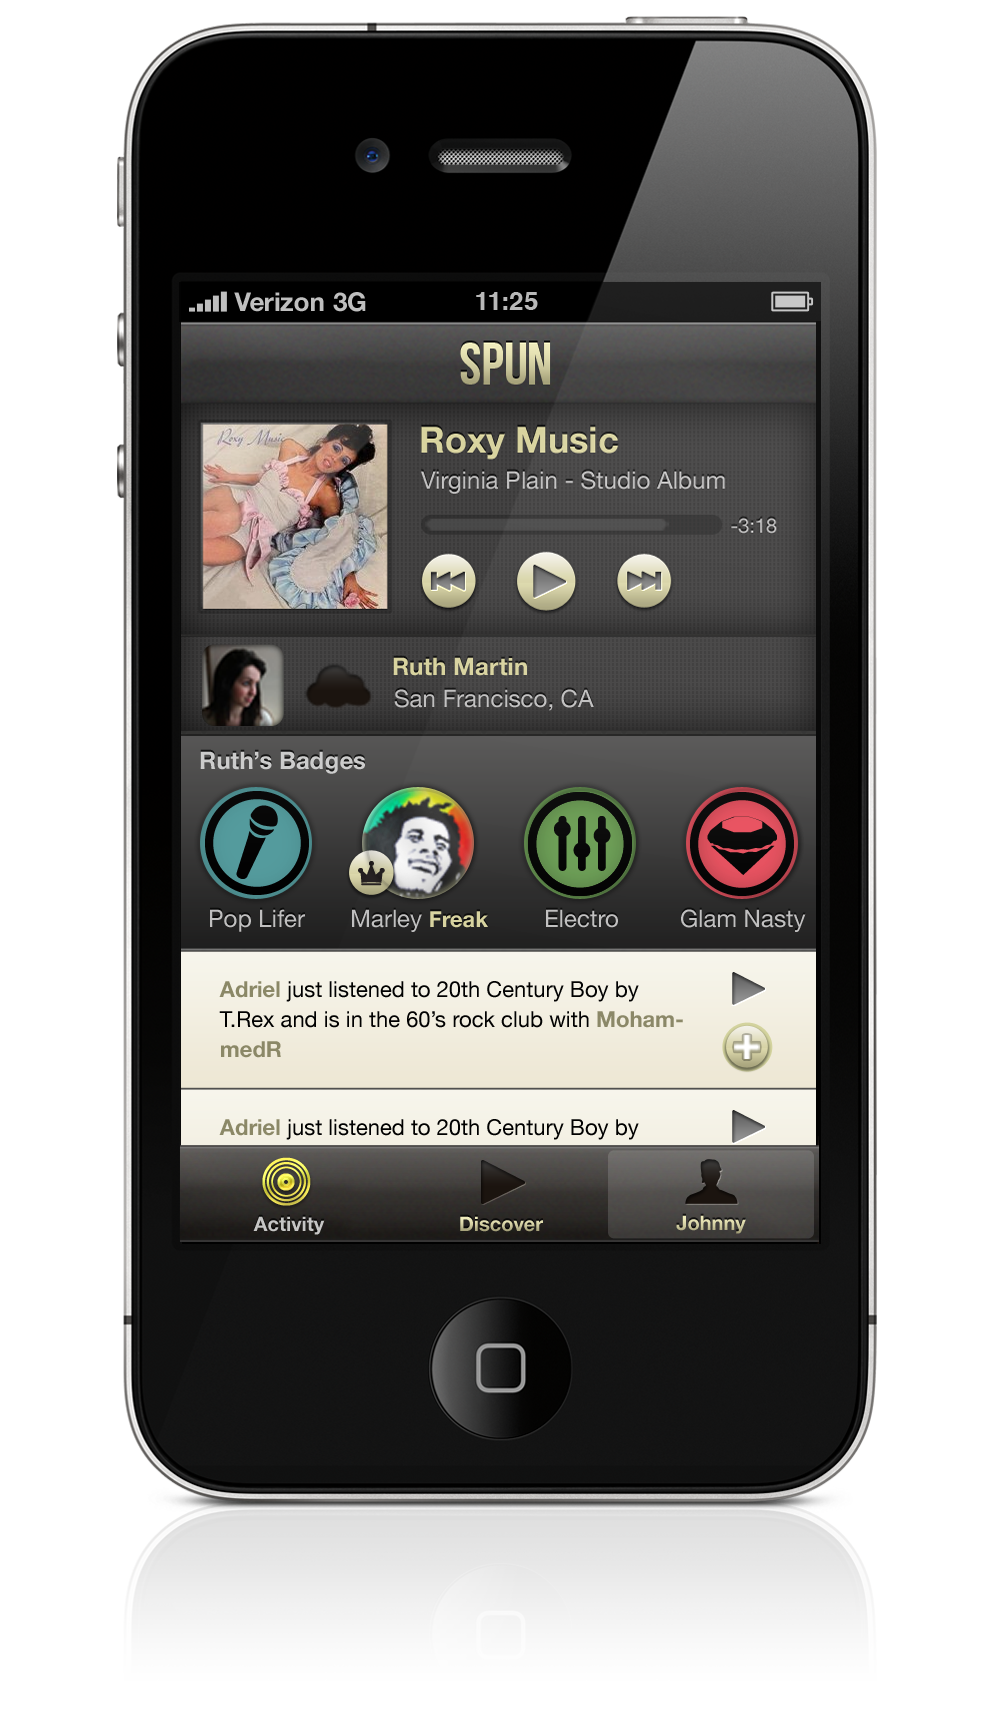 Verizon 3G 11:25
SPUN
Roxy Music
Roxy Music
Virginia Plain - Studio Album
-3:18
Ruth Martin
San Francisco, CA
Ruth’s Badges
Pop Lifer Marley Freak Electro Glam Nasty
Adriel just listened to 20th Century Boy by
T.Rex and is in the 60’s rock club with Moham-
medR
Adriel just listened to 20th Century Boy by
Activity Discover Johnny